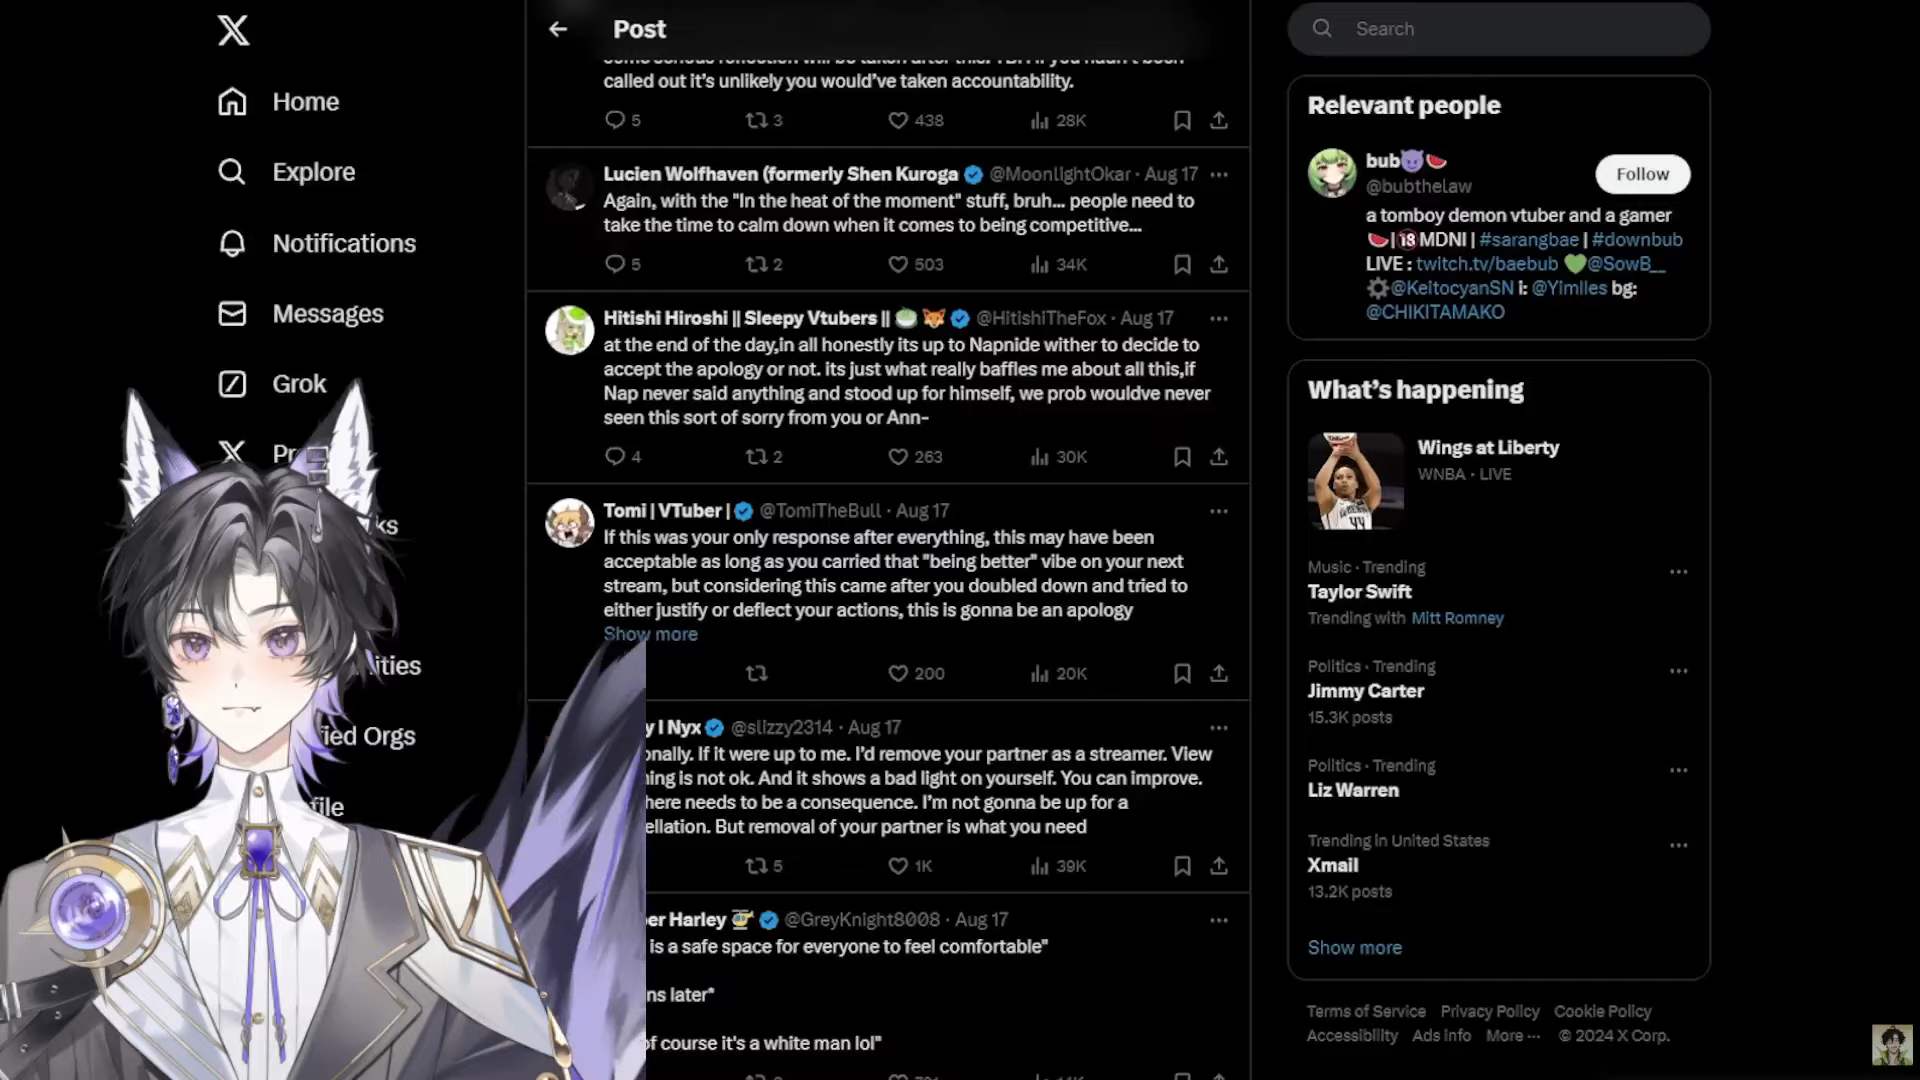 Home
Explore
Notifications
Messages
Grok
ks
ities
fied Orgs
file
Post
called out it's unlikely you would've taken accountability.
5 3 438 28K
Lucien Wolfhaven (formerly Shen Kuroga @MoonlightOkar · Aug 17
Again, with the "In the heat of the moment" stuff, bruh... people need to
take the time to calm down when it comes to being competitive...
5 2 503 34K
Hitishi Hiroshi || Sleepy Vtubers || @HitishiTheFox · Aug 17
at the end of the day,in all honestly its up to Napnide wither to decide to
accept the apology or not. its just what really baffles me about all this,if
Nap never said anything and stood up for himself, we prob wouldve never
seen this sort of sorry from you or Ann-
4 2 263 30K
Tomi | VTuber | @TomiTheBull · Aug 17
If this was your only response after everything, this may have been
acceptable as long as you carried that "being better" vibe on your next
stream, but considering this came after you doubled down and tried to
either justify or deflect your actions, this is gonna be an apology
Show more
200 20K
y I Nyx @slizzy2314 · Aug 17
onally. If it were up to me. I'd remove your partner as a streamer. View
ing is not ok. And it shows a bad light on yourself. You can improve.
here needs to be a consequence. I'm not gonna be up for a
ellation. But removal of your partner is what you need
5 1K 39K
er Harley @GreyKnight8008 · Aug 17
is a safe space for everyone to feel comfortable"
ns later"
of course it's a white man lol"
Search
Relevant people
bub
@bubthelaw
Follow
a tomboy demon vtuber and a gamer
|🔞MDNI | #sarangbae | #downbub
LIVE : twitch.tv/baebub @SowB__
@KeitocyanSN i: @Yimlles bg:
@CHIKITAMAKO
What's happening
Wings at Liberty
WNBA · LIVE
Music · Trending
Taylor Swift
Trending with Mitt Romney
Politics · Trending
Jimmy Carter
15.3K posts
Politics · Trending
Liz Warren
Trending in United States
Xmail
13.2K posts
Show more
Terms of Service Privacy Policy Cookie Policy
Accessibility Ads info More ··· © 2024 X Corp.